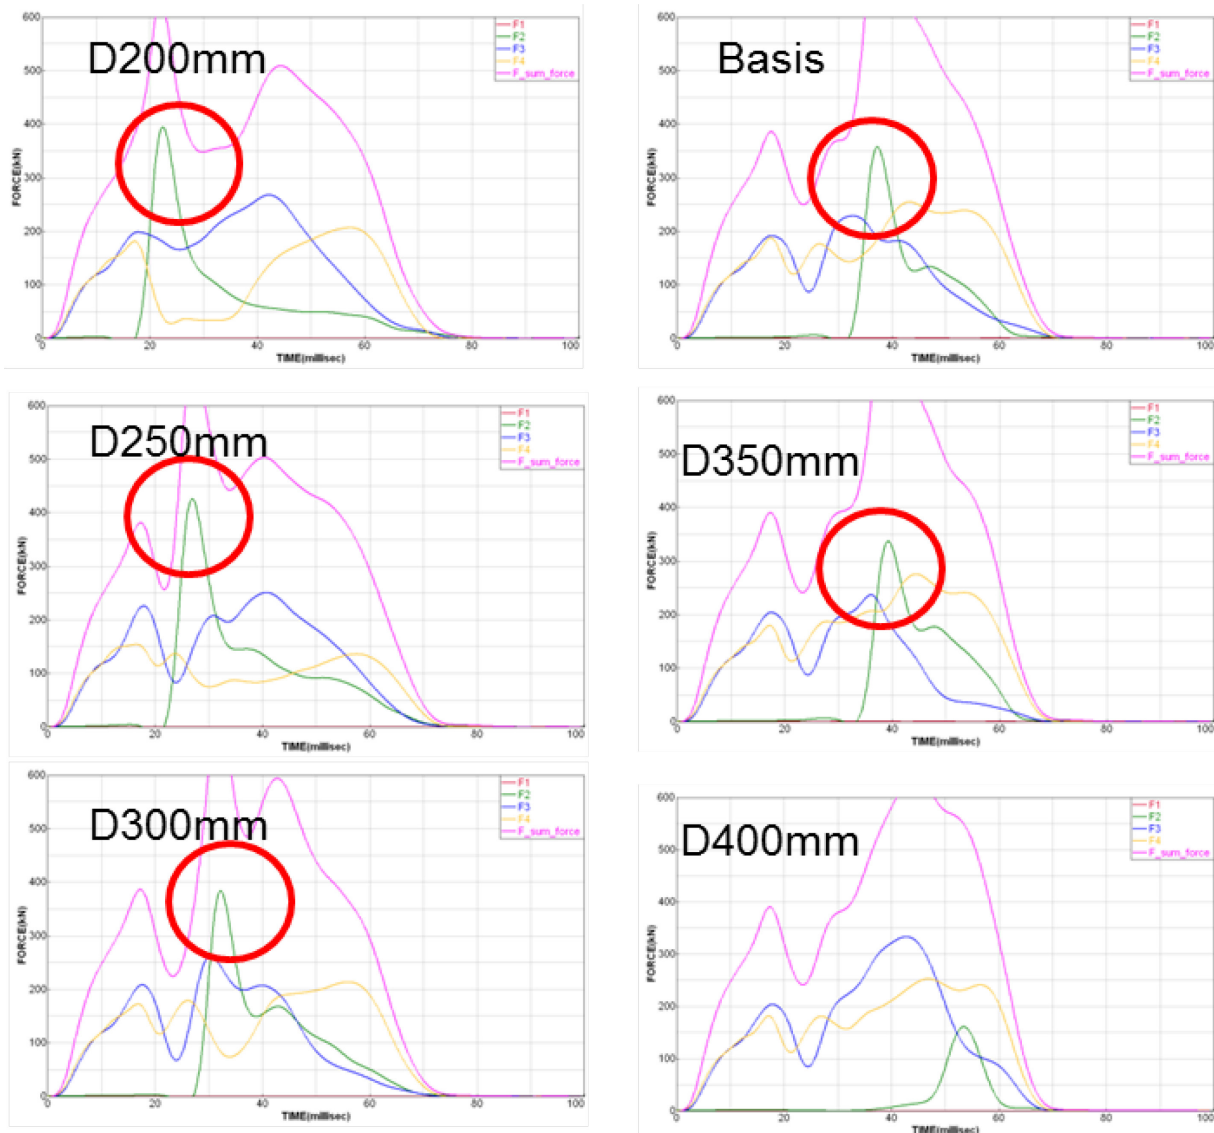 D200mm
600
500
400
300
200
100
0
FORCE(kN)
0 20 40 60 80 100
TIME(millisec)
F1
F2
F3
F4
F_sum_force
Basis
600
500
400
300
200
100
0
FORCE(kN)
0 20 40 60 80 100
TIME(millisec)
F1
F2
F3
F4
F_sum_force
D250mm
600
500
400
300
200
100
0
FORCE(kN)
0 20 40 60 80 100
TIME(millisec)
F1
F2
F3
F4
F_sum_force
D350mm
600
500
400
300
200
100
0
FORCE(kN)
0 20 40 60 80 100
TIME(millisec)
F1
F2
F3
F4
F_sum_force
D300mm
600
500
400
300
200
100
0
FORCE(kN)
0 20 40 60 80 100
TIME(millisec)
F1
F2
F3
F4
F_sum_force
D400mm
600
500
400
300
200
100
0
FORCE(kN)
0 20 40 60 80 100
TIME(millisec)
F1
F2
F3
F4
F_sum_force